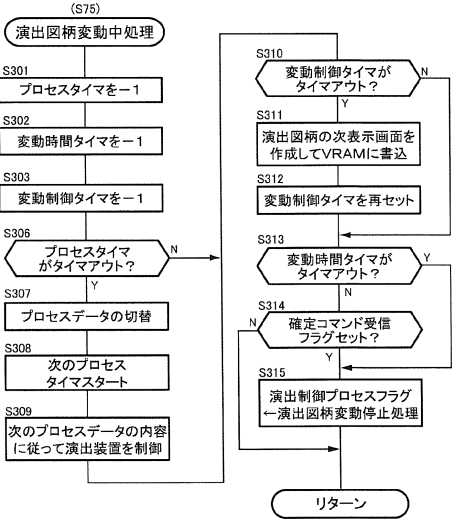 (S75)
演出図柄変動中処理
S301
プロセスタイマを－1
S302
変動時間タイマを－1
S303
変動制御タイマを－1
S306
プロセスタイマ
がタイマアウト？
N
Y
S307
プロセスデータの切替
S308
次のプロセス
タイマスタート
S309
次のプロセスデータの内容
に従って演出装置を制御
S310
変動制御タイマが
タイマアウト？
N
Y
S311
演出図柄の次表示画面を
作成してVRAMに書込
S312
変動制御タイマを再セット
S313
変動時間タイマが
タイマアウト？
Y
N
S314
N
確定コマンド受信
フラグセット？
Y
S315
演出制御プロセスフラグ
←演出図柄変動停止処理
リターン